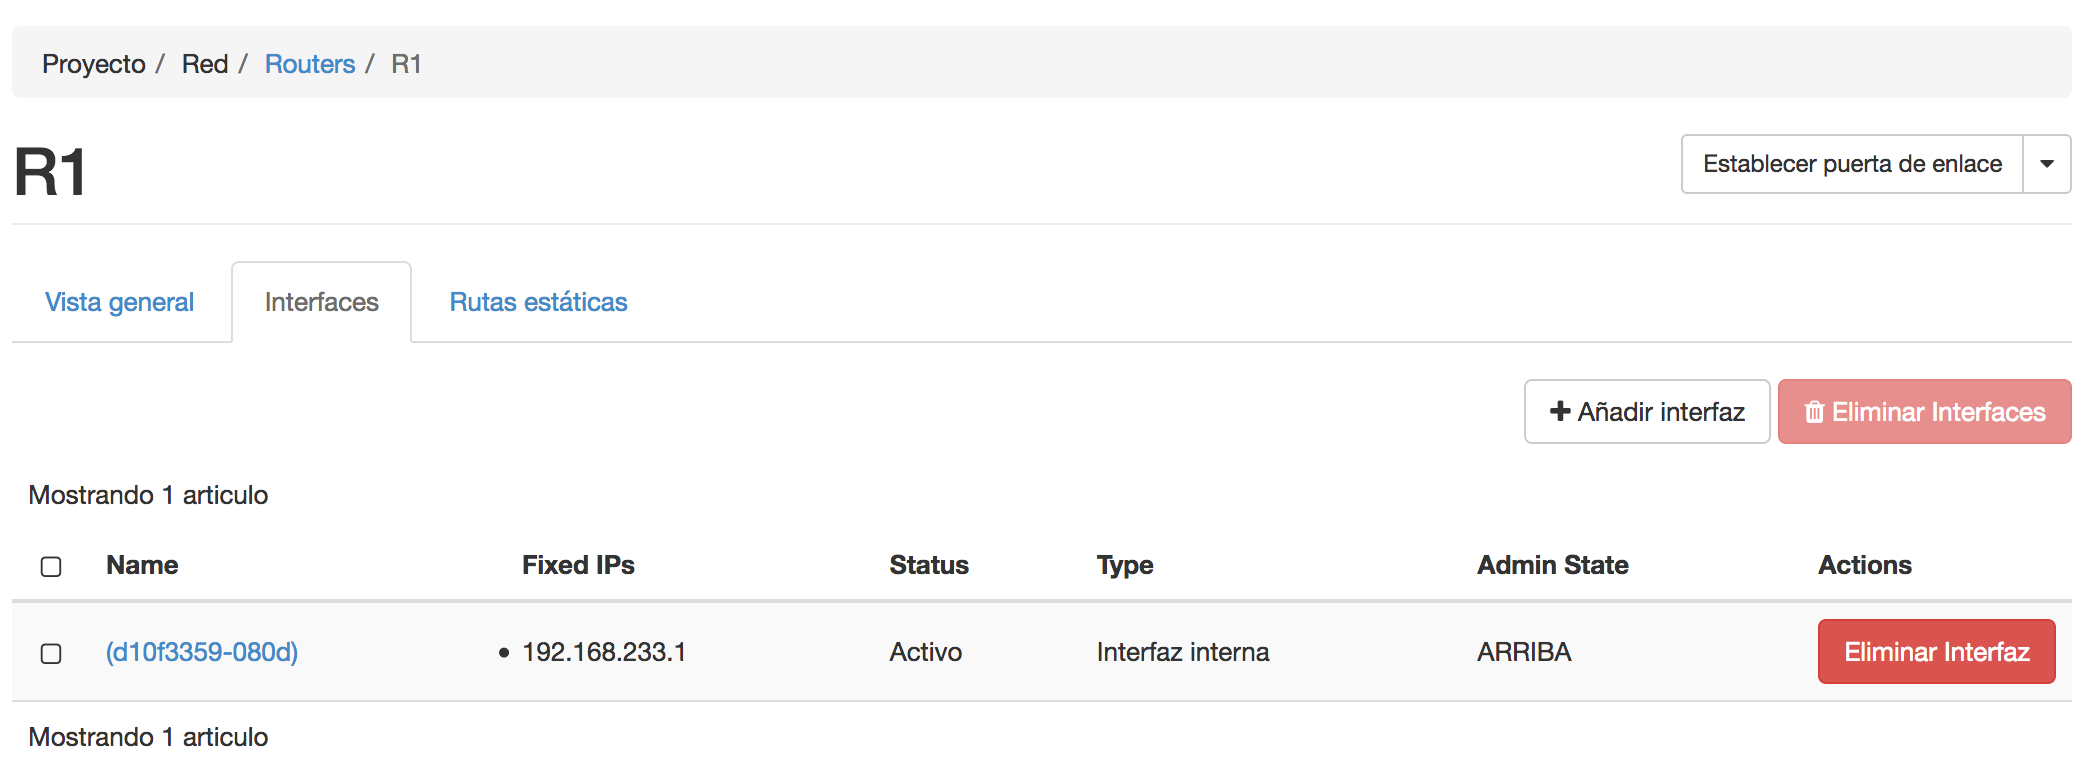 Proyecto / Red / Routers / R1
R1
Establecer puerta de enlace
Vista general Interfaces Rutas estáticas
Añadir interfaz Eliminar Interfaces
Mostrando 1 articulo
Name Fixed IPs Status Type Admin State Actions
(d10f3359-080d) • 192.168.233.1 Activo Interfaz interna ARRIBA Eliminar Interfaz
Mostrando 1 articulo